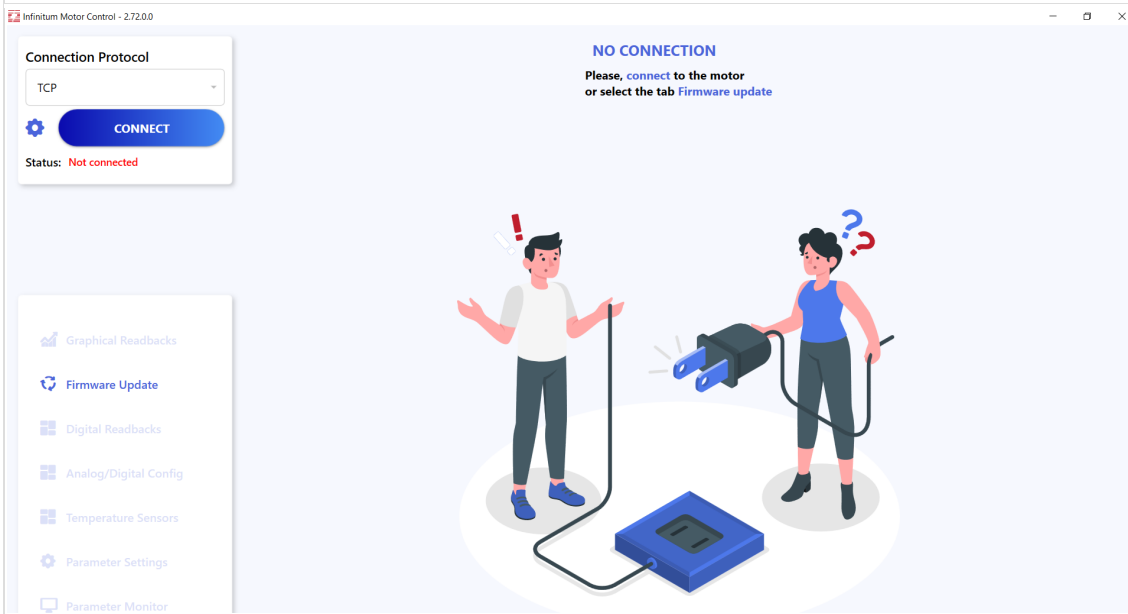 Infinitum Motor Control - 2.72.0.0
Connection Protocol
TCP
CONNECT
Status: Not connected
NO CONNECTION
Please, connect to the motor
or select the tab Firmware update
Graphical Readbacks
Firmware Update
Digital Readbacks
Analog/Digital Config
Temperature Sensors
Parameter Settings
Parameter Monitor